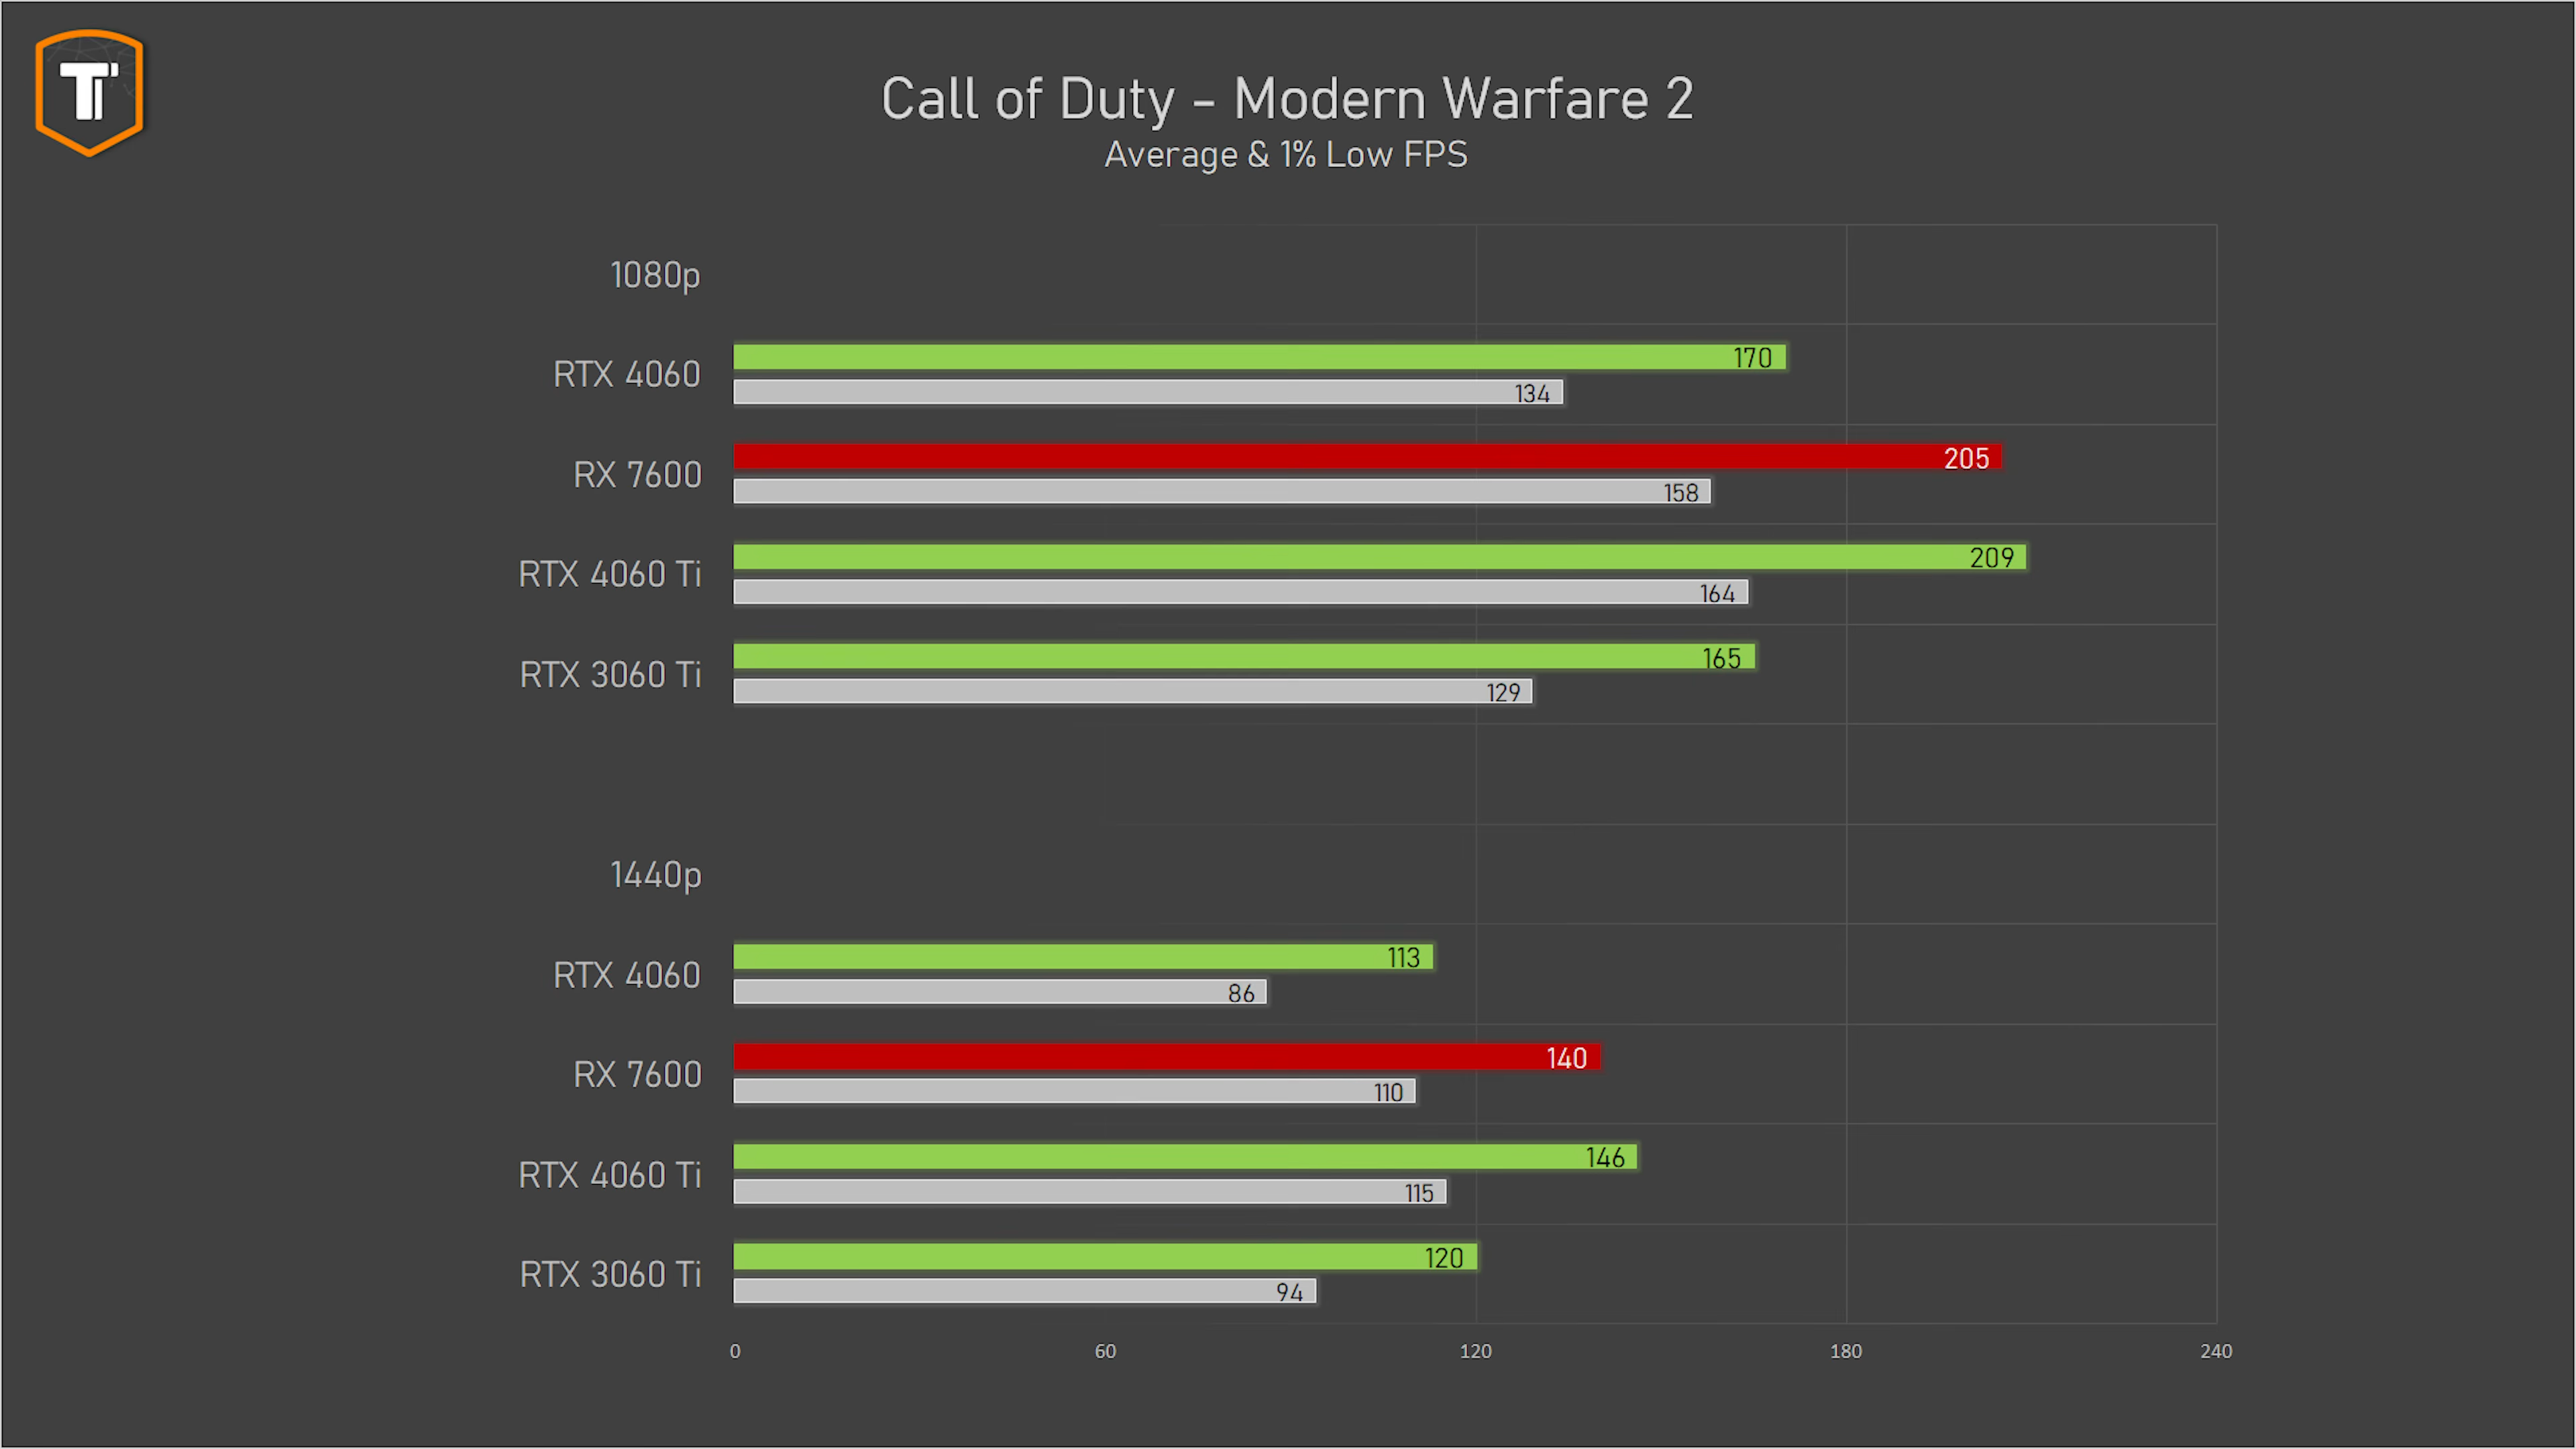 Ti
Call of Duty - Modern Warfare 2
Average & 1% Low FPS
1080p
RTX 4060
170
134
RX 7600
205
158
RTX 4060 Ti
209
164
RTX 3060 Ti
165
129
1440p
RTX 4060
113
86
RX 7600
140
110
RTX 4060 Ti
146
115
RTX 3060 Ti
120
94
0 60 120 180 240